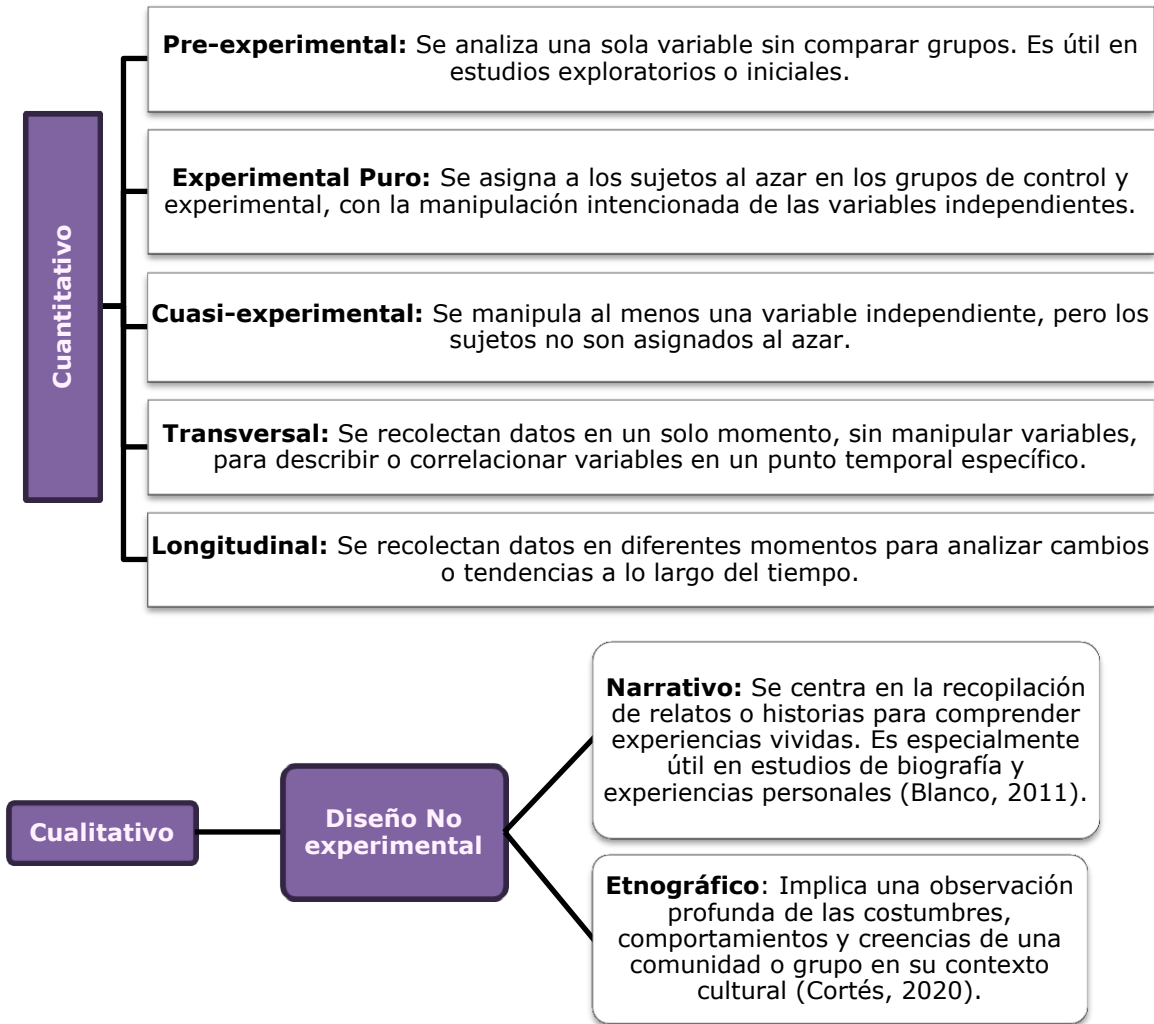 Cuantitativo
Pre-experimental: Se analiza una sola variable sin comparar grupos. Es útil en
estudios exploratorios o iniciales.
Experimental Puro: Se asigna a los sujetos al azar en los grupos de control y
experimental, con la manipulación intencionada de las variables independientes.
Cuasi-experimental: Se manipula al menos una variable independiente, pero los
sujetos no son asignados al azar.
Transversal: Se recolectan datos en un solo momento, sin manipular variables,
para describir o correlacionar variables en un punto temporal específico.
Longitudinal: Se recolectan datos en diferentes momentos para analizar cambios
o tendencias a lo largo del tiempo.
Cualitativo
Diseño No
experimental
Narrativo: Se centra en la recopilación
de relatos o historias para comprender
experiencias vividas. Es especialmente
útil en estudios de biografía y
experiencias personales (Blanco, 2011).
Etnográfico: Implica una observación
profunda de las costumbres,
comportamientos y creencias de una
comunidad o grupo en su contexto
cultural (Cortés, 2020).